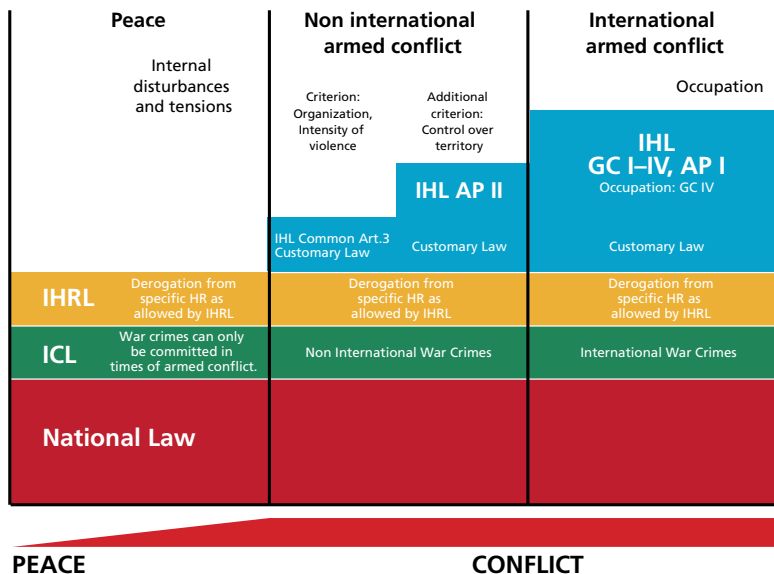 Peace
Internal
disturbances
and tensions
Non international
armed conflict
Criterion:
Organization,
Intensity of
violence
Additional
criterion:
Control over
territory
International
armed conflict
Occupation
IHL
GC I–IV, AP I
Occupation: GC IV
IHL AP II
IHL Common Art.3
Customary Law
Customary Law
Customary Law
IHRL
Derogation from
specific HR as
allowed by IHRL
Derogation from
specific HR as
allowed by IHRL
Derogation from
specific HR as
allowed by IHRL
ICL
War crimes can only
be committed in
times of armed conflict.
Non International War Crimes
International War Crimes
National Law
PEACE
CONFLICT